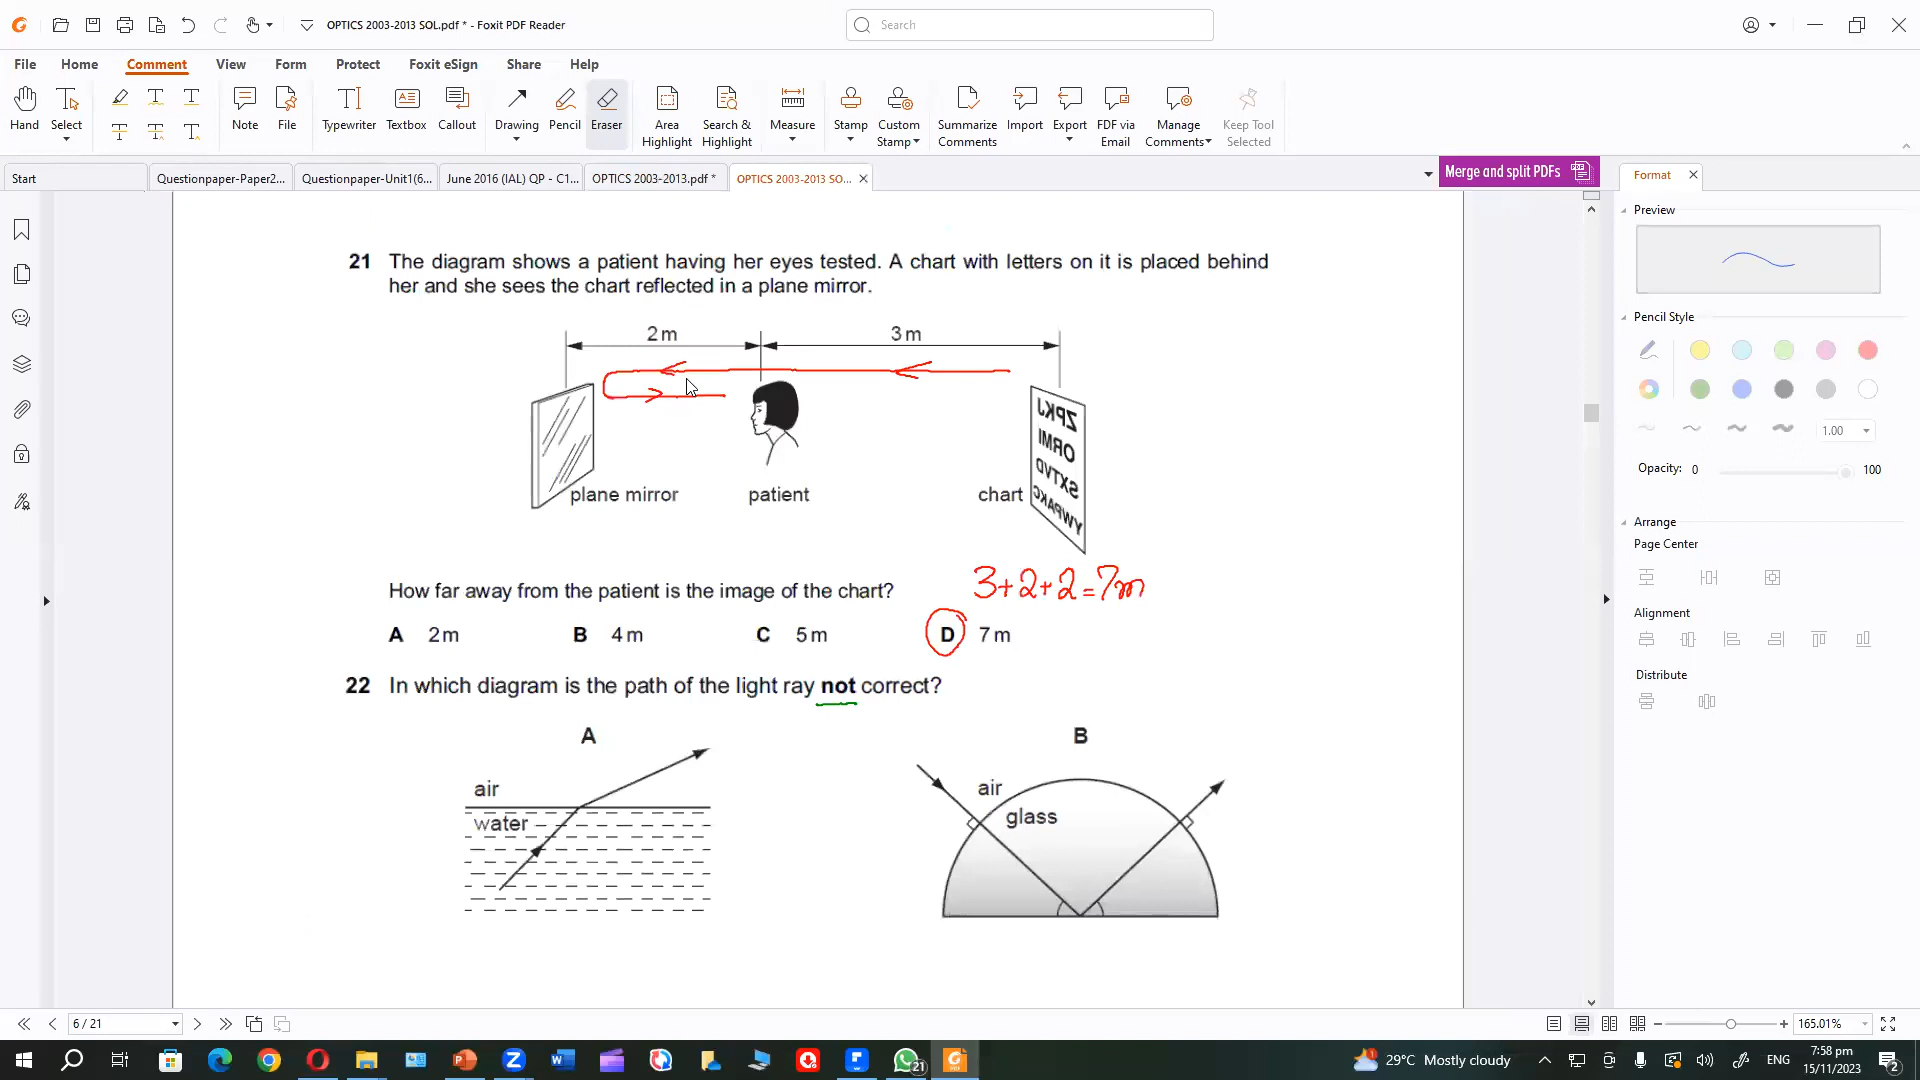 OPTICS 2003-2013 SOL.pdf * - Foxit PDF Reader
Search
File Home Comment View Form Protect Foxit eSign Share Help
Hand Select Note File Typewriter Textbox Callout Drawing Pencil Eraser Area Highlight Search & Highlight Measure Stamp Custom Stamp Summarize Comments Import Export FDF via Email Manage Comments Keep Tool Selected
Start Questionpaper-Paper2... Questionpaper-Unit1(6... June 2016 (IAL) QP - C1... OPTICS 2003-2013.pdf * OPTICS 2003-2013 SO... Merge and split PDFs Format
Preview
Pencil Style
1.00
Opacity: 0 100
Arrange
Page Center
Alignment
Distribute
21 The diagram shows a patient having her eyes tested. A chart with letters on it is placed behind
her and she sees the chart reflected in a plane mirror.
2 m 3 m
ZPKJ
ORMI
SXTVD
YWPAKC
plane mirror patient chart
How far away from the patient is the image of the chart? 3+2+2=7m
A 2 m B 4 m C 5 m D 7 m
22 In which diagram is the path of the light ray not correct?
A B
air air
water glass
6 / 21 165.01%
21 29°C Mostly cloudy ENG 7:58 pm
15/11/2023 2